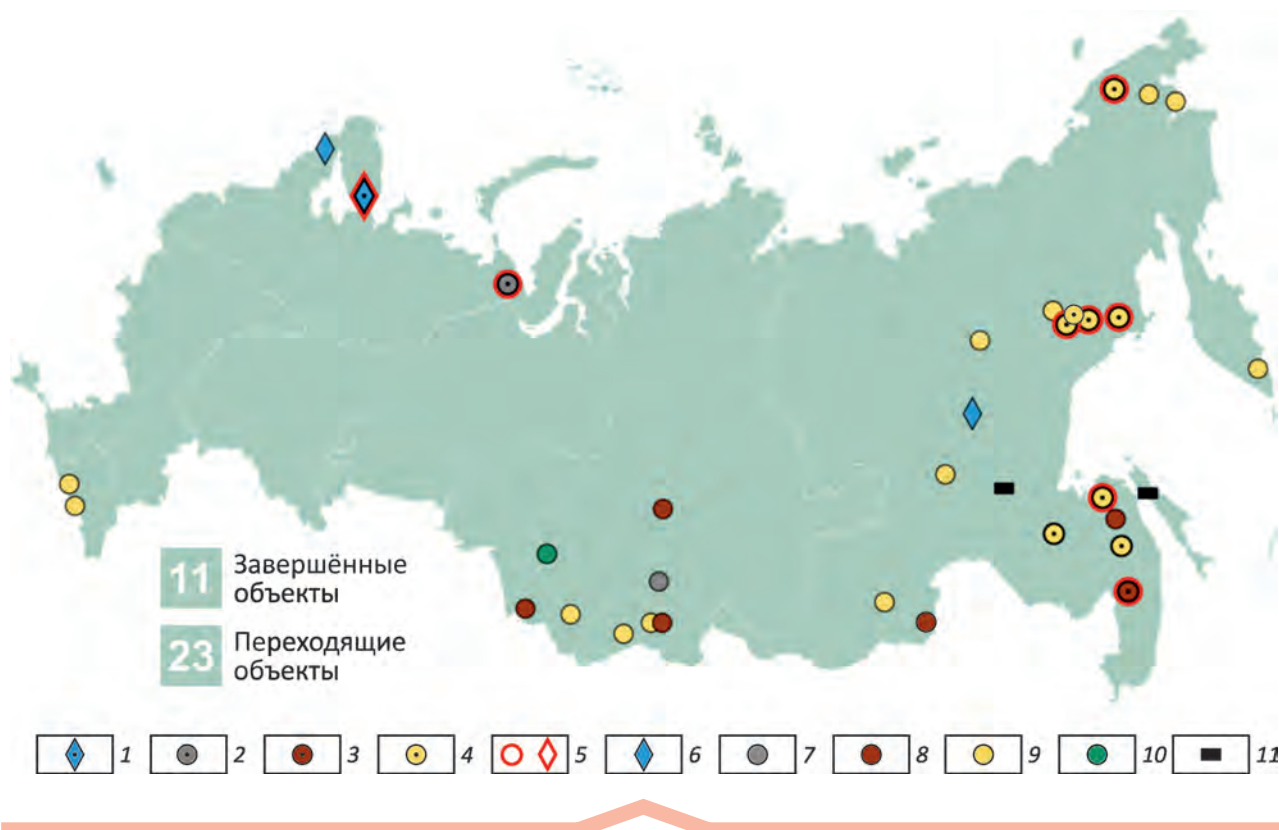 11 Завершённые
объекты
23 Переходящие
объекты
1 2 3 4 5 6 7 8 9 10 11